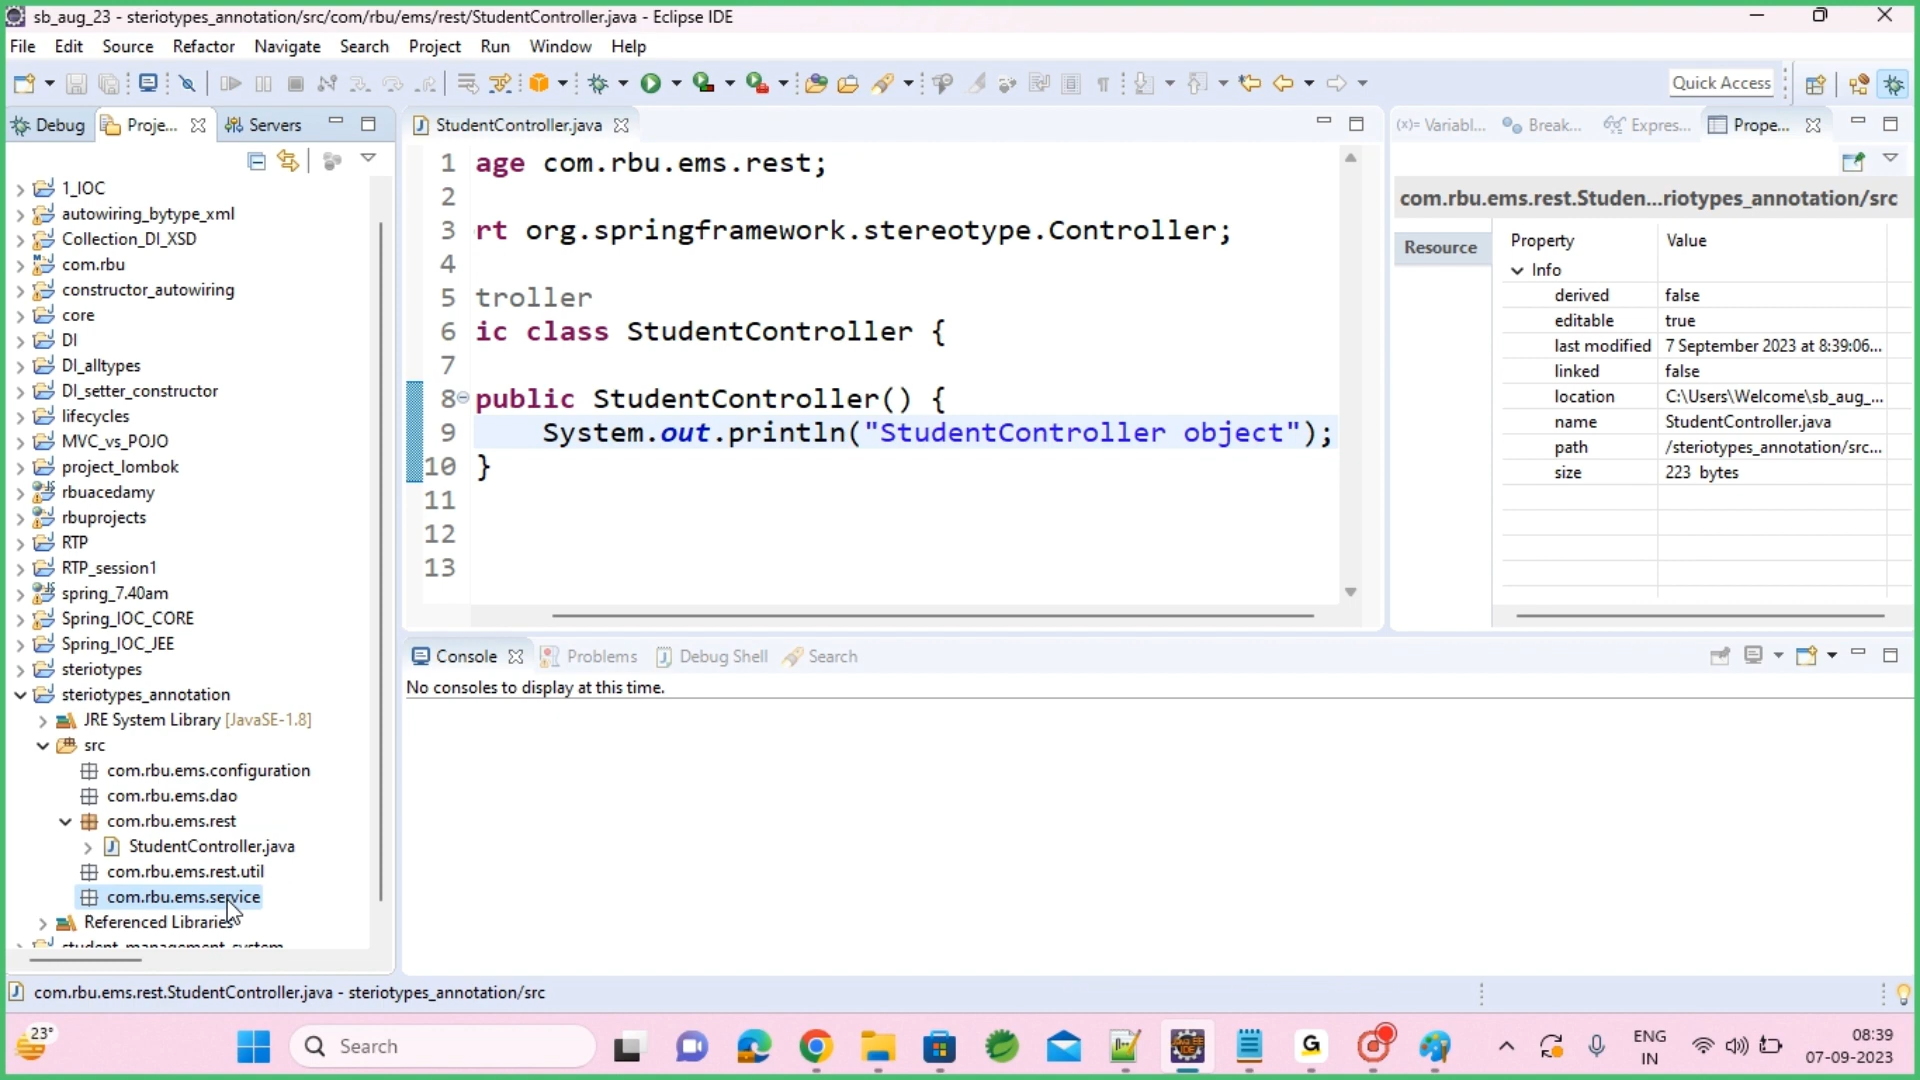 sb_aug_23 - steriotypes_annotation/src/com/rbu/ems/rest/StudentController.java - Eclipse IDE
File Edit Source Refactor Navigate Search Project Run Window Help
Quick Access
Debug Proje... Servers
1_IOC
autowiring_bytype_xml
Collection_DI_XSD
com.rbu
constructor_autowiring
core
DI
DI_alltypes
DI_setter_constructor
lifecycles
MVC_vs_POJO
project_lombok
rbuacedamy
rbuprojects
RTP
RTP_session1
spring_7.40am
Spring_IOC_CORE
Spring_IOC_JEE
steriotypes
steriotypes_annotation
JRE System Library [JavaSE-1.8]
src
com.rbu.ems.configuration
com.rbu.ems.dao
com.rbu.ems.rest
StudentController.java
com.rbu.ems.rest.util
com.rbu.ems.service
Referenced Libraries
student_management_system
StudentController.java
1 age com.rbu.ems.rest;
2
3 rt org.springframework.stereotype.Controller;
4
5 troller
6 ic class StudentController {
7
8 public StudentController() {
9 System.out.println("StudentController object");
10 }
11
12
13
(x)= Variabl... Break... Expres... Prope...
com.rbu.ems.rest.Studen...riotypes_annotation/src
Resource
Property Value
Info
derived false
editable true
last modified 7 September 2023 at 8:39:06...
linked false
location C:\Users\Welcome\sb_aug_...
name StudentController.java
path /steriotypes_annotation/src...
size 223 bytes
Console Problems Debug Shell Search
No consoles to display at this time.
com.rbu.ems.rest.StudentController.java - steriotypes_annotation/src
23°
Search
ENG
IN
08:39
07-09-2023